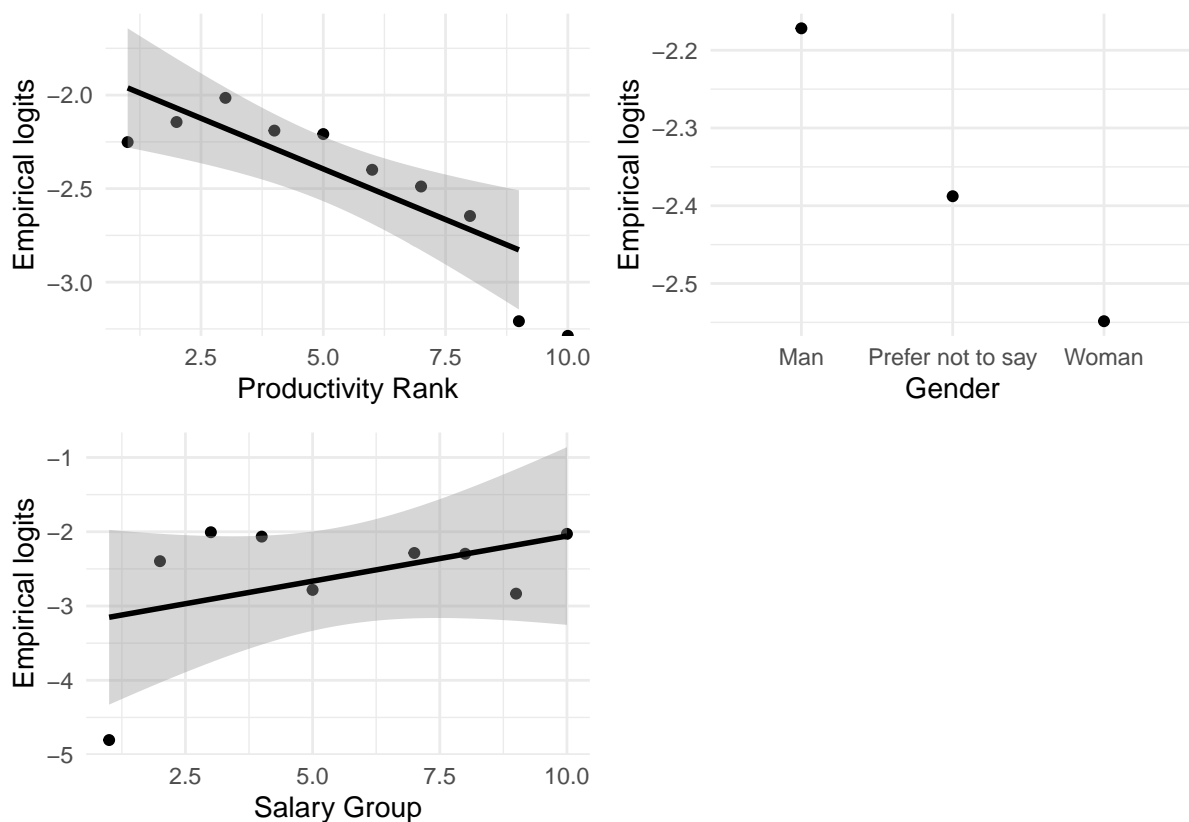 Empirical logits
−2.0
−2.5
−3.0
2.5 5.0 7.5 10.0
Productivity Rank
Empirical logits
−2.2
−2.3
−2.4
−2.5
Man Prefer not to say Woman
Gender
Empirical logits
−1
−2
−3
−4
−5
2.5 5.0 7.5 10.0
Salary Group